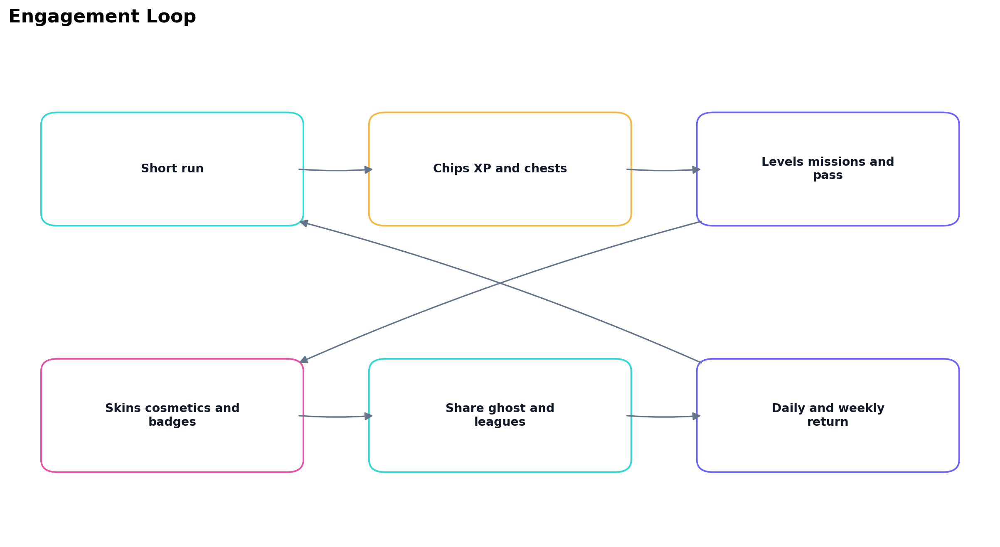 Engagement Loop
Short run
Chips XP and chests
Levels missions and
pass
Skins cosmetics and
badges
Share ghost and
leagues
Daily and weekly
return